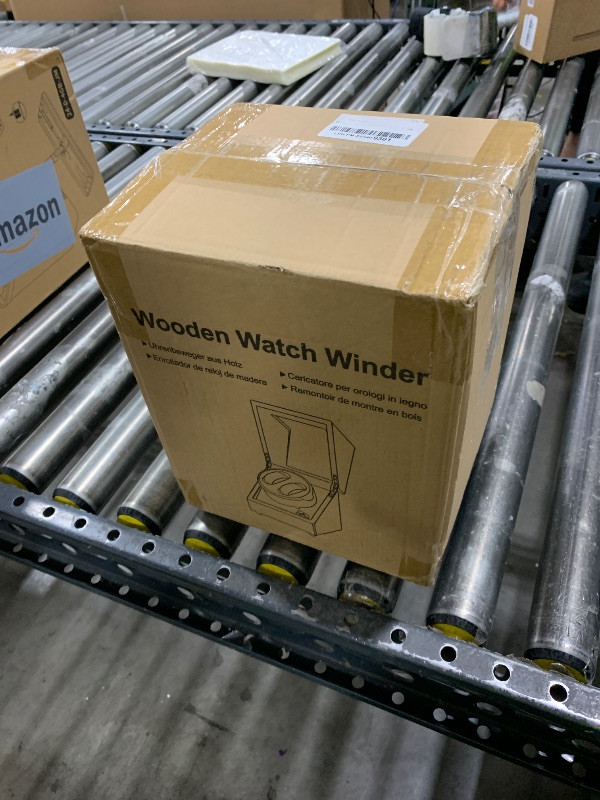 Wooden Watch Winder
▸ Uhrenbeweger aus Holz
▸ Enrollador de reloj de madera
▸ Caricatore per orologi in legno
▸ Remontoir de montre en bois
mazon